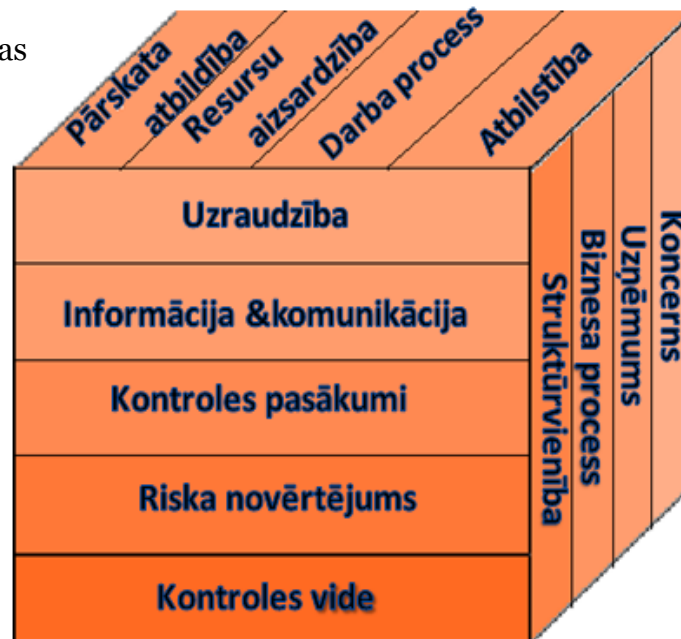 as
Pārskata
atbildība
Resursu
aizsardzība
Darba process
Atbilstība
Uzraudzība
Informācija &komunikācija
Kontroles pasākumi
Riska novērtējums
Kontroles vide
Struktūrvienība
Biznesa process
Uzņēmums
Koncerns